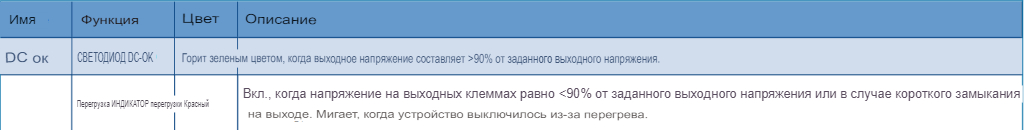 Имя Функция Цвет Описание
DC ок СВЕТОДИОД DC-OK Горит зеленым цветом, когда выходное напряжение составляет >90% от заданного выходного напряжения.
Перегрузка ИНДИКАТОР перегрузки Красный Вкл., когда напряжение на выходных клеммах равно <90% от заданного выходного напряжения или в случае короткого замыкания
на выходе. Мигает, когда устройство выключилось из-за перегрева.